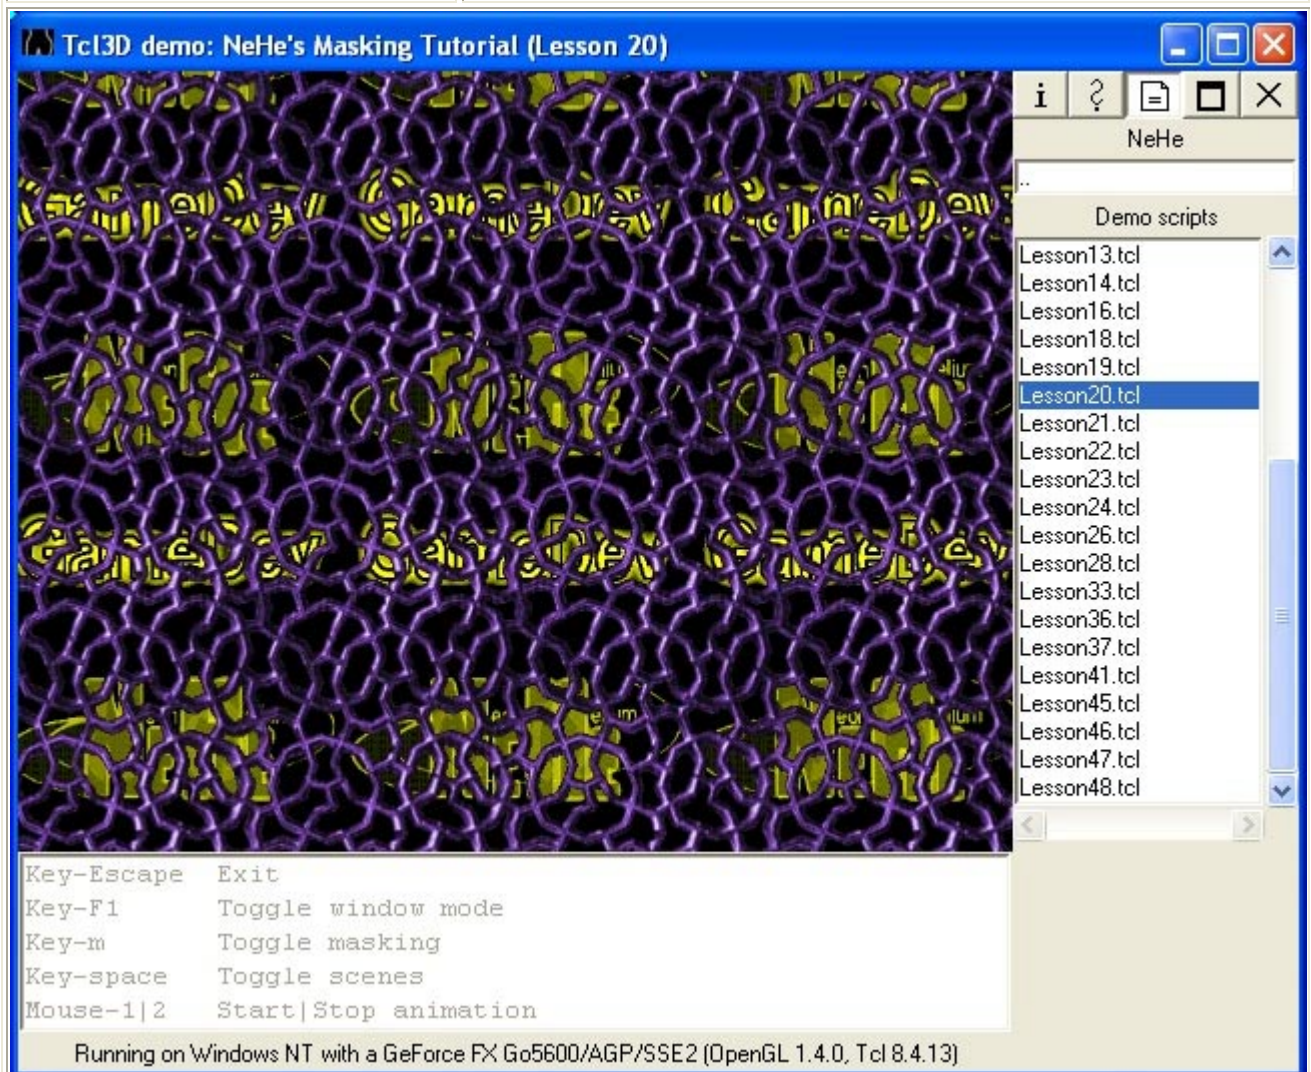 Tcl3D demo: NeHe's Masking Tutorial (Lesson 20)
NeHe
..
Demo scripts
Lesson13.tcl
Lesson14.tcl
Lesson16.tcl
Lesson18.tcl
Lesson19.tcl
Lesson20.tcl
Lesson21.tcl
Lesson22.tcl
Lesson23.tcl
Lesson24.tcl
Lesson26.tcl
Lesson28.tcl
Lesson33.tcl
Lesson36.tcl
Lesson37.tcl
Lesson41.tcl
Lesson45.tcl
Lesson46.tcl
Lesson47.tcl
Lesson48.tcl
Key-Escape Exit
Key-F1 Toggle window mode
Key-m Toggle masking
Key-space Toggle scenes
Mouse-1|2 Start|Stop animation
Running on Windows NT with a GeForce FX Go5600/AGP/SSE2 (OpenGL 1.4.0, Tcl 8.4.13)